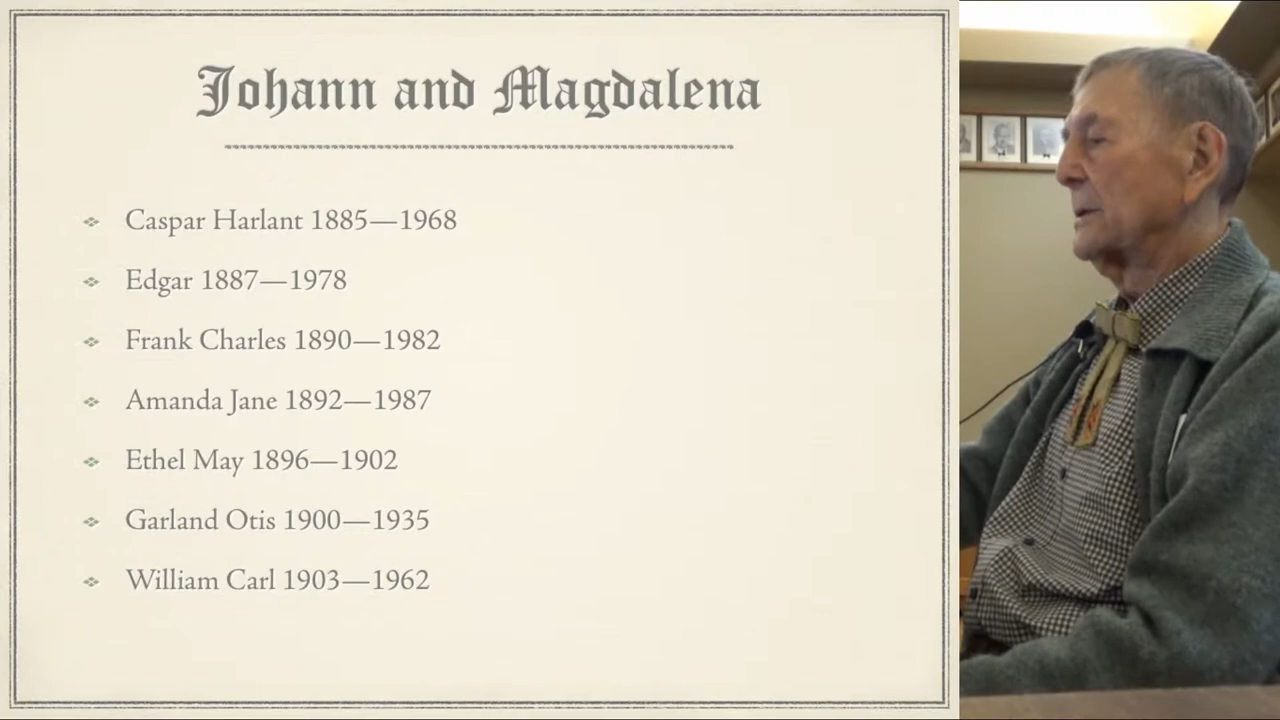 Johann and Magdalena
Caspar Harlant 1885—1968
Edgar 1887—1978
Frank Charles 1890—1982
Amanda Jane 1892—1987
Ethel May 1896—1902
Garland Otis 1900—1935
William Carl 1903—1962